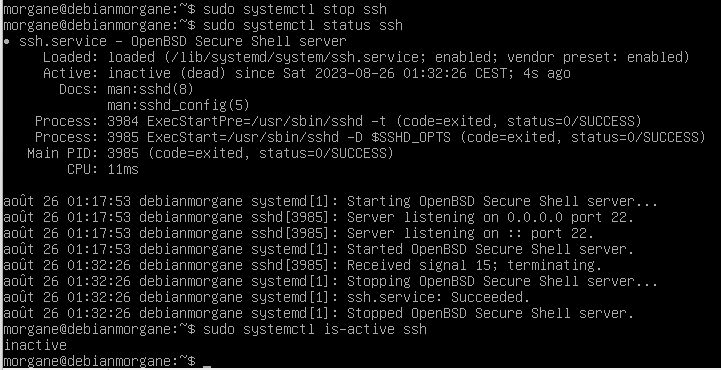 morgane@debianmorgane:~$ sudo systemctl stop ssh
morgane@debianmorgane:~$ sudo systemctl status ssh
● ssh.service – OpenBSD Secure Shell server
Loaded: loaded (/lib/systemd/system/ssh.service; enabled; vendor preset: enabled)
Active: inactive (dead) since Sat 2023-08-26 01:32:26 CEST; 4s ago
Docs: man:sshd(8)
man:sshd_config(5)
Process: 3984 ExecStartPre=/usr/sbin/sshd -t (code=exited, status=0/SUCCESS)
Process: 3985 ExecStart=/usr/sbin/sshd -D $SSHD_OPTS (code=exited, status=0/SUCCESS)
Main PID: 3985 (code=exited, status=0/SUCCESS)
CPU: 11ms
août 26 01:17:53 debianmorgane systemd[1]: Starting OpenBSD Secure Shell server...
août 26 01:17:53 debianmorgane sshd[3985]: Server listening on 0.0.0.0 port 22.
août 26 01:17:53 debianmorgane sshd[3985]: Server listening on :: port 22.
août 26 01:17:53 debianmorgane systemd[1]: Started OpenBSD Secure Shell server.
août 26 01:32:26 debianmorgane sshd[3985]: Received signal 15; terminating.
août 26 01:32:26 debianmorgane systemd[1]: Stopping OpenBSD Secure Shell server...
août 26 01:32:26 debianmorgane systemd[1]: ssh.service: Succeeded.
août 26 01:32:26 debianmorgane systemd[1]: Stopped OpenBSD Secure Shell server.
morgane@debianmorgane:~$ sudo systemctl is-active ssh
inactive
morgane@debianmorgane:~$ _